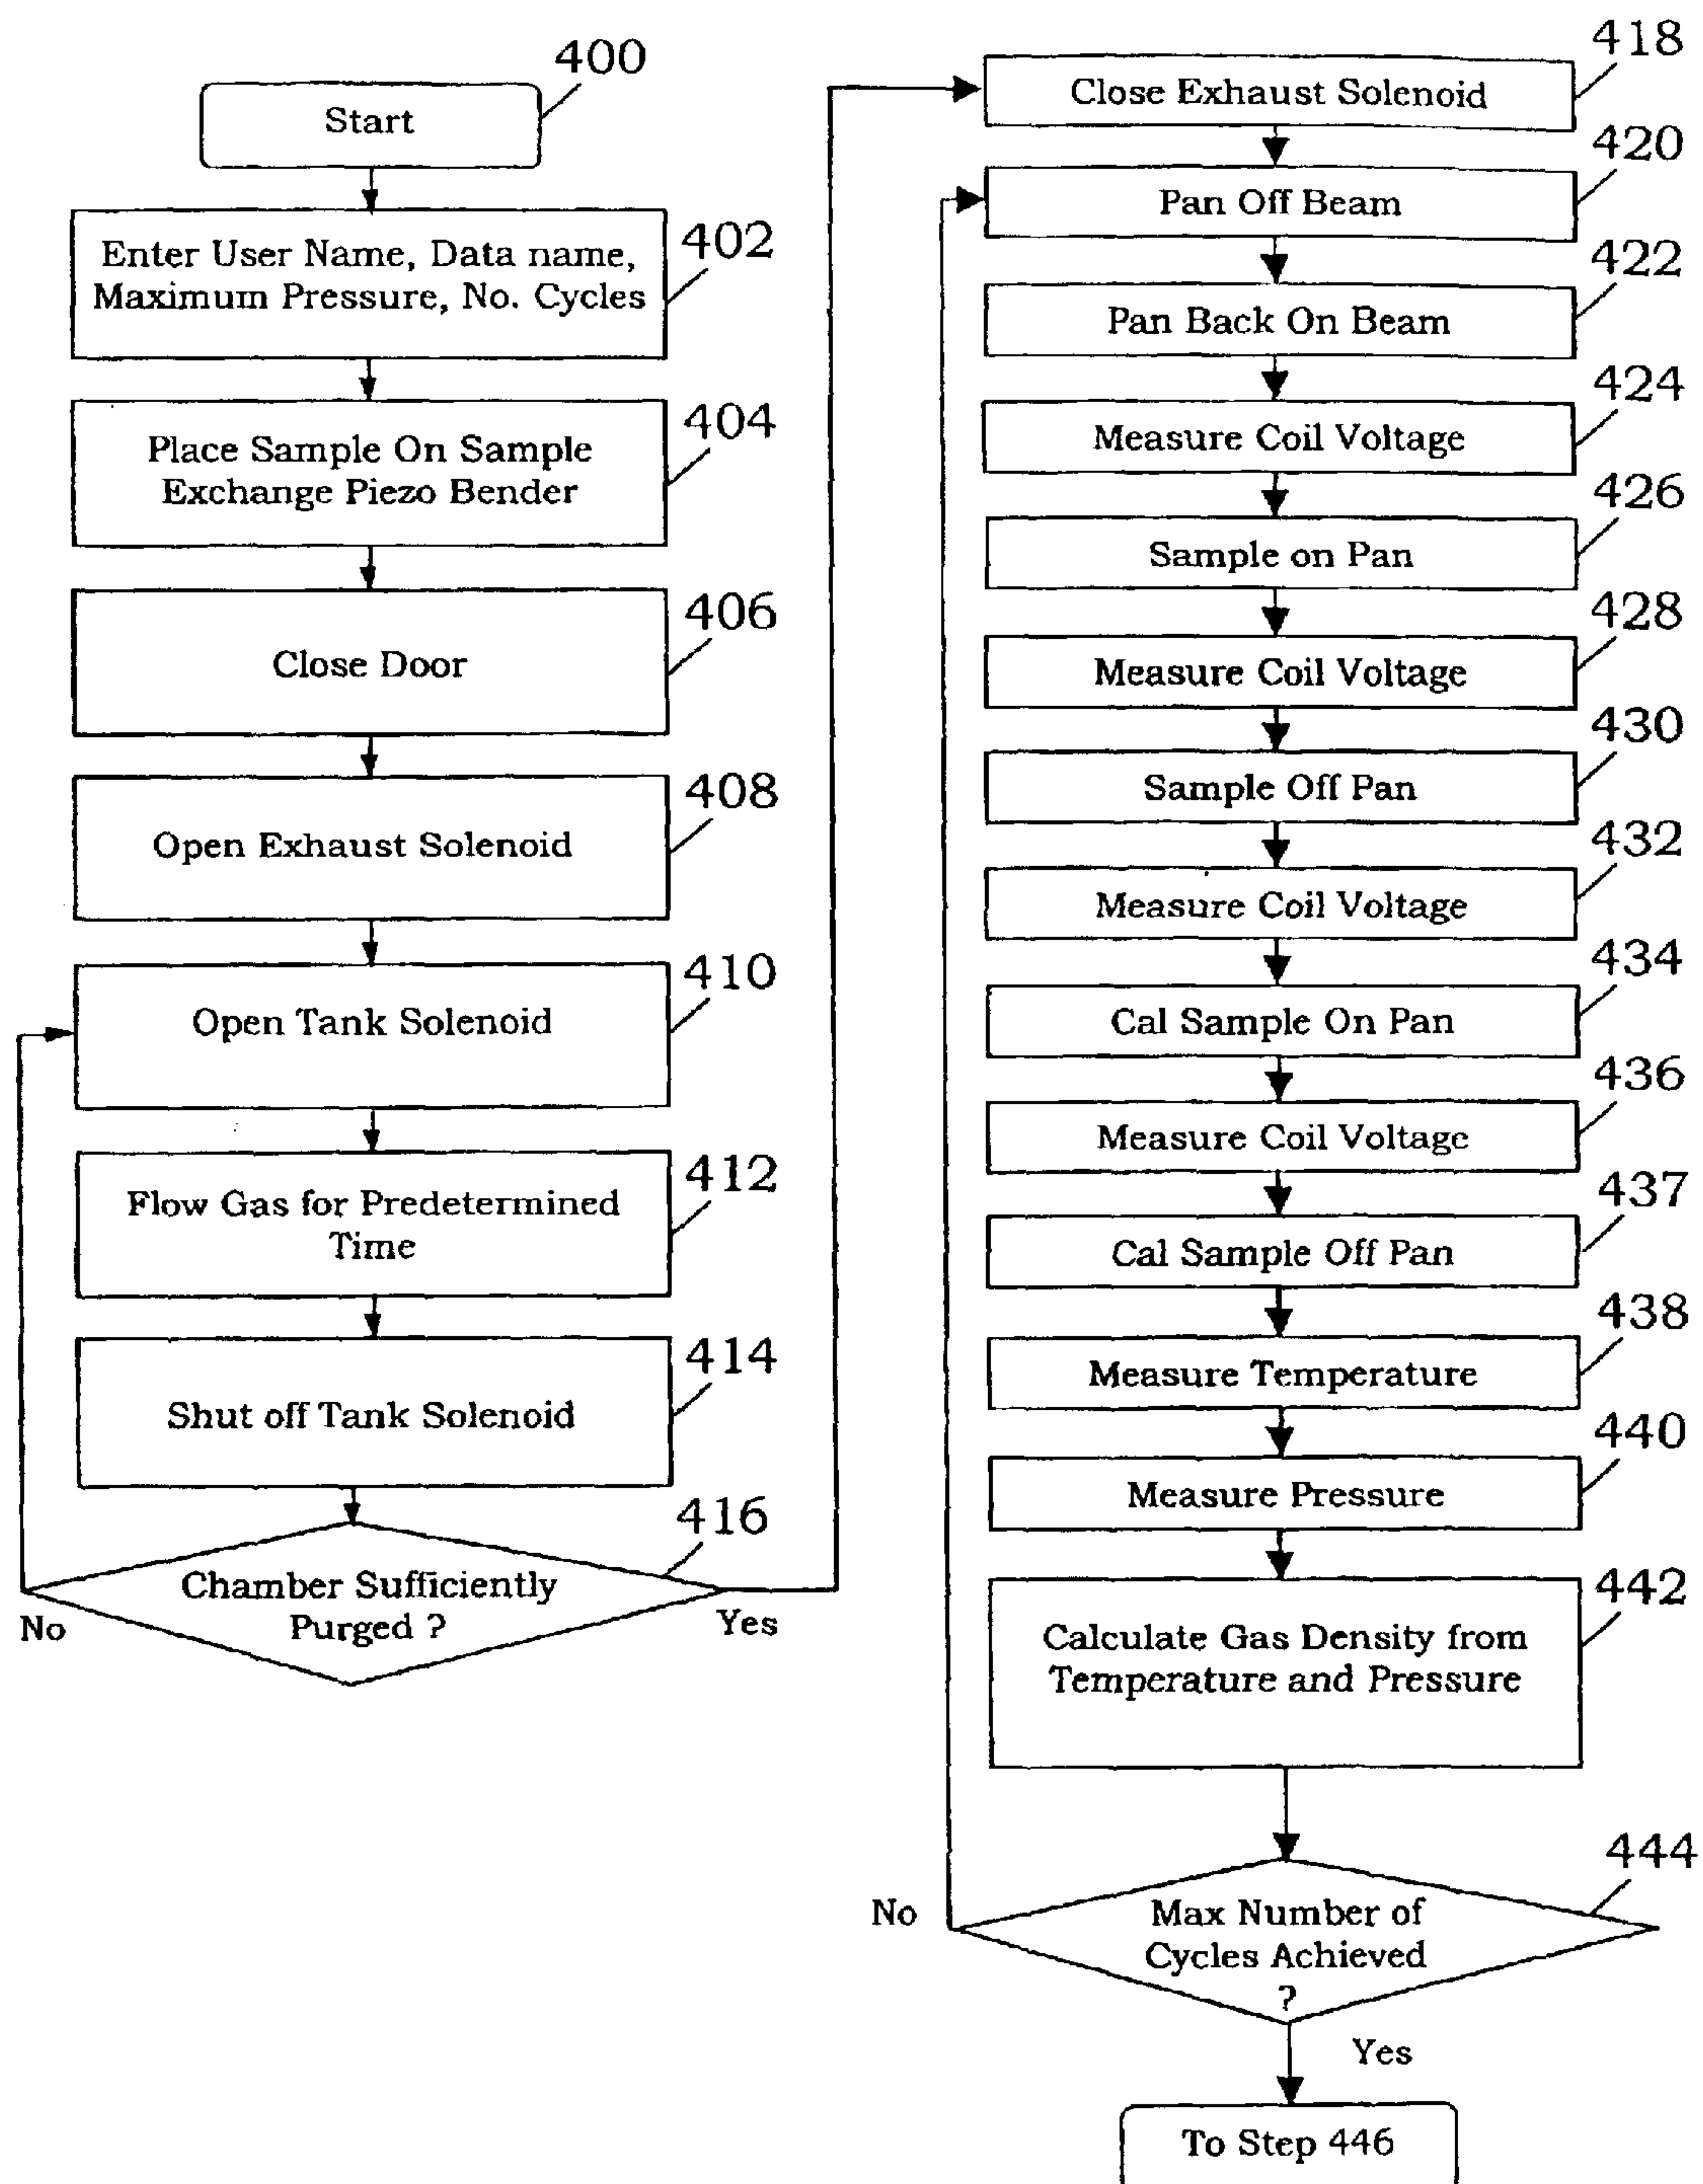 400
Start
402
Enter User Name, Data name,
Maximum Pressure, No. Cycles
404
Place Sample On Sample
Exchange Piezo Bender
406
Close Door
408
Open Exhaust Solenoid
410
Open Tank Solenoid
412
Flow Gas for Predetermined
Time
414
Shut off Tank Solenoid
416
Chamber Sufficiently
Purged ?
No
Yes
418
Close Exhaust Solenoid
420
Pan Off Beam
422
Pan Back On Beam
424
Measure Coil Voltage
426
Sample on Pan
428
Measure Coil Voltage
430
Sample Off Pan
432
Measure Coil Voltage
434
Cal Sample On Pan
436
Measure Coil Voltage
437
Cal Sample Off Pan
438
Measure Temperature
440
Measure Pressure
442
Calculate Gas Density from
Temperature and Pressure
444
Max Number of
Cycles Achieved
?
No
Yes
To Step 446